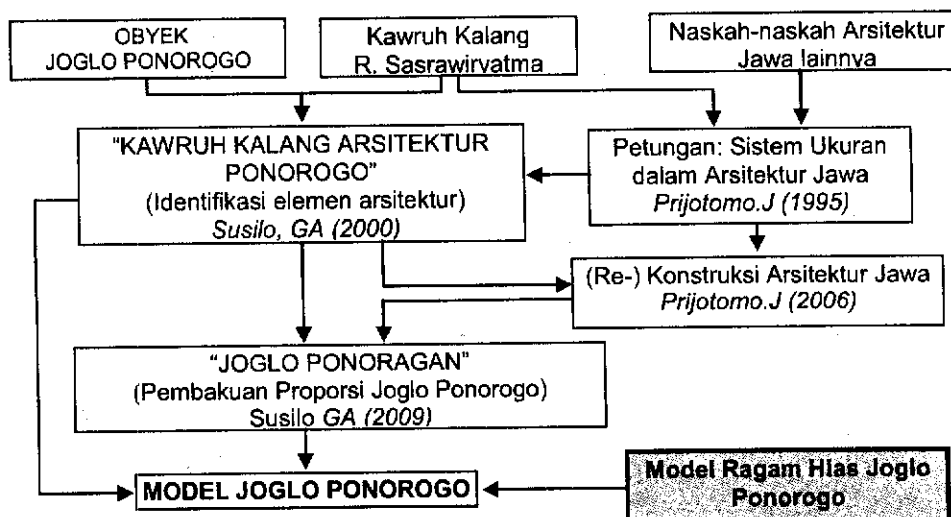 OBYEK
JOGLO PONOROGO
Kawruh Kalang
R. Sasrawirvatma
Naskah-naskah Arsitektur
Jawa lainnya
"KAWRUH KALANG ARSITEKTUR
PONOROGO"
(Identifikasi elemen arsitektur)
Susilo, GA (2000)
Petungan: Sistem Ukuran
dalam Arsitektur Jawa
Prijotomo.J (1995)
(Re-) Konstruksi Arsitektur Jawa
Prijotomo.J (2006)
"JOGLO PONORAGAN"
(Pembakuan Proporsi Joglo Ponorogo)
Susilo GA (2009)
MODEL JOGLO PONOROGO
Model Ragam Hias Joglo
Ponorogo